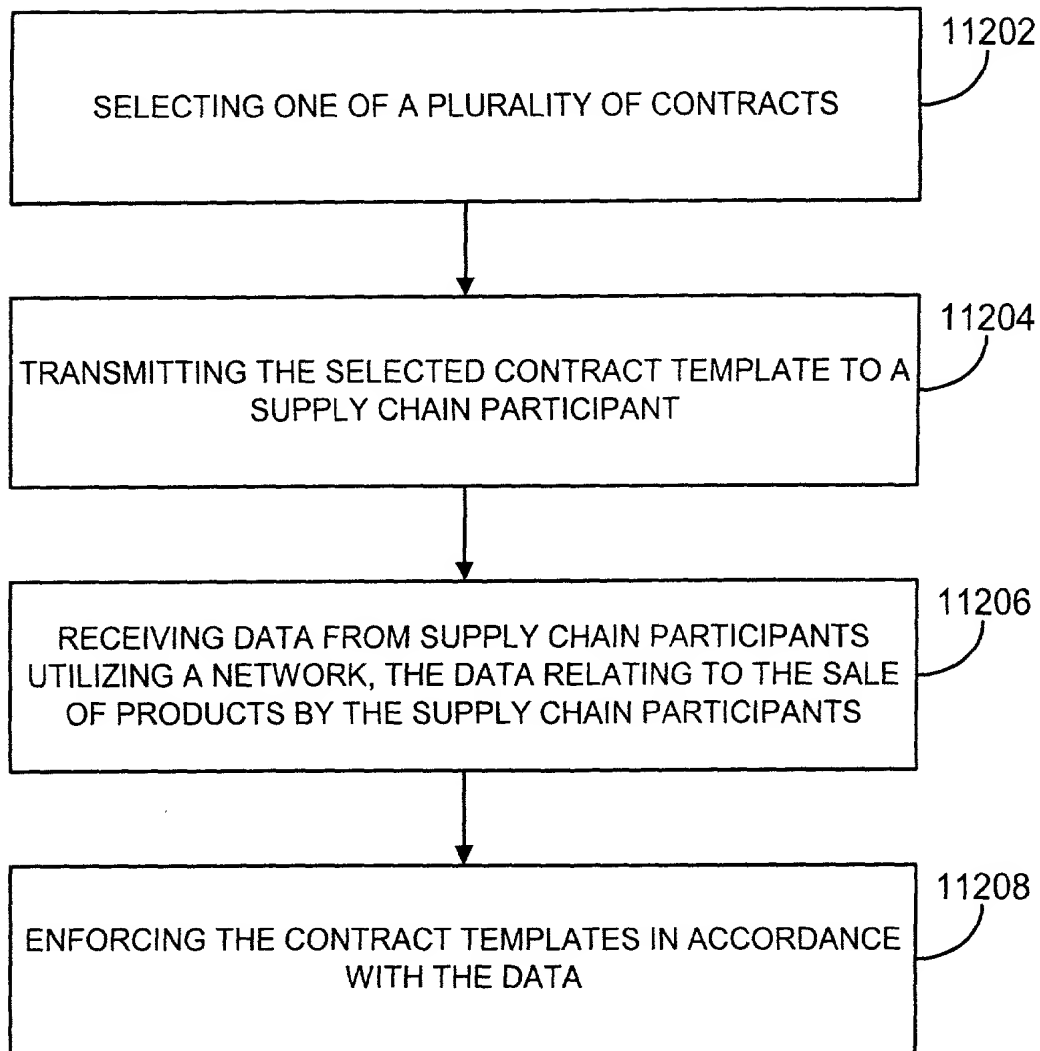 11202
SELECTING ONE OF A PLURALITY OF CONTRACTS
11204
TRANSMITTING THE SELECTED CONTRACT TEMPLATE TO A
SUPPLY CHAIN PARTICIPANT
11206
RECEIVING DATA FROM SUPPLY CHAIN PARTICIPANTS
UTILIZING A NETWORK, THE DATA RELATING TO THE SALE
OF PRODUCTS BY THE SUPPLY CHAIN PARTICIPANTS
11208
ENFORCING THE CONTRACT TEMPLATES IN ACCORDANCE
WITH THE DATA